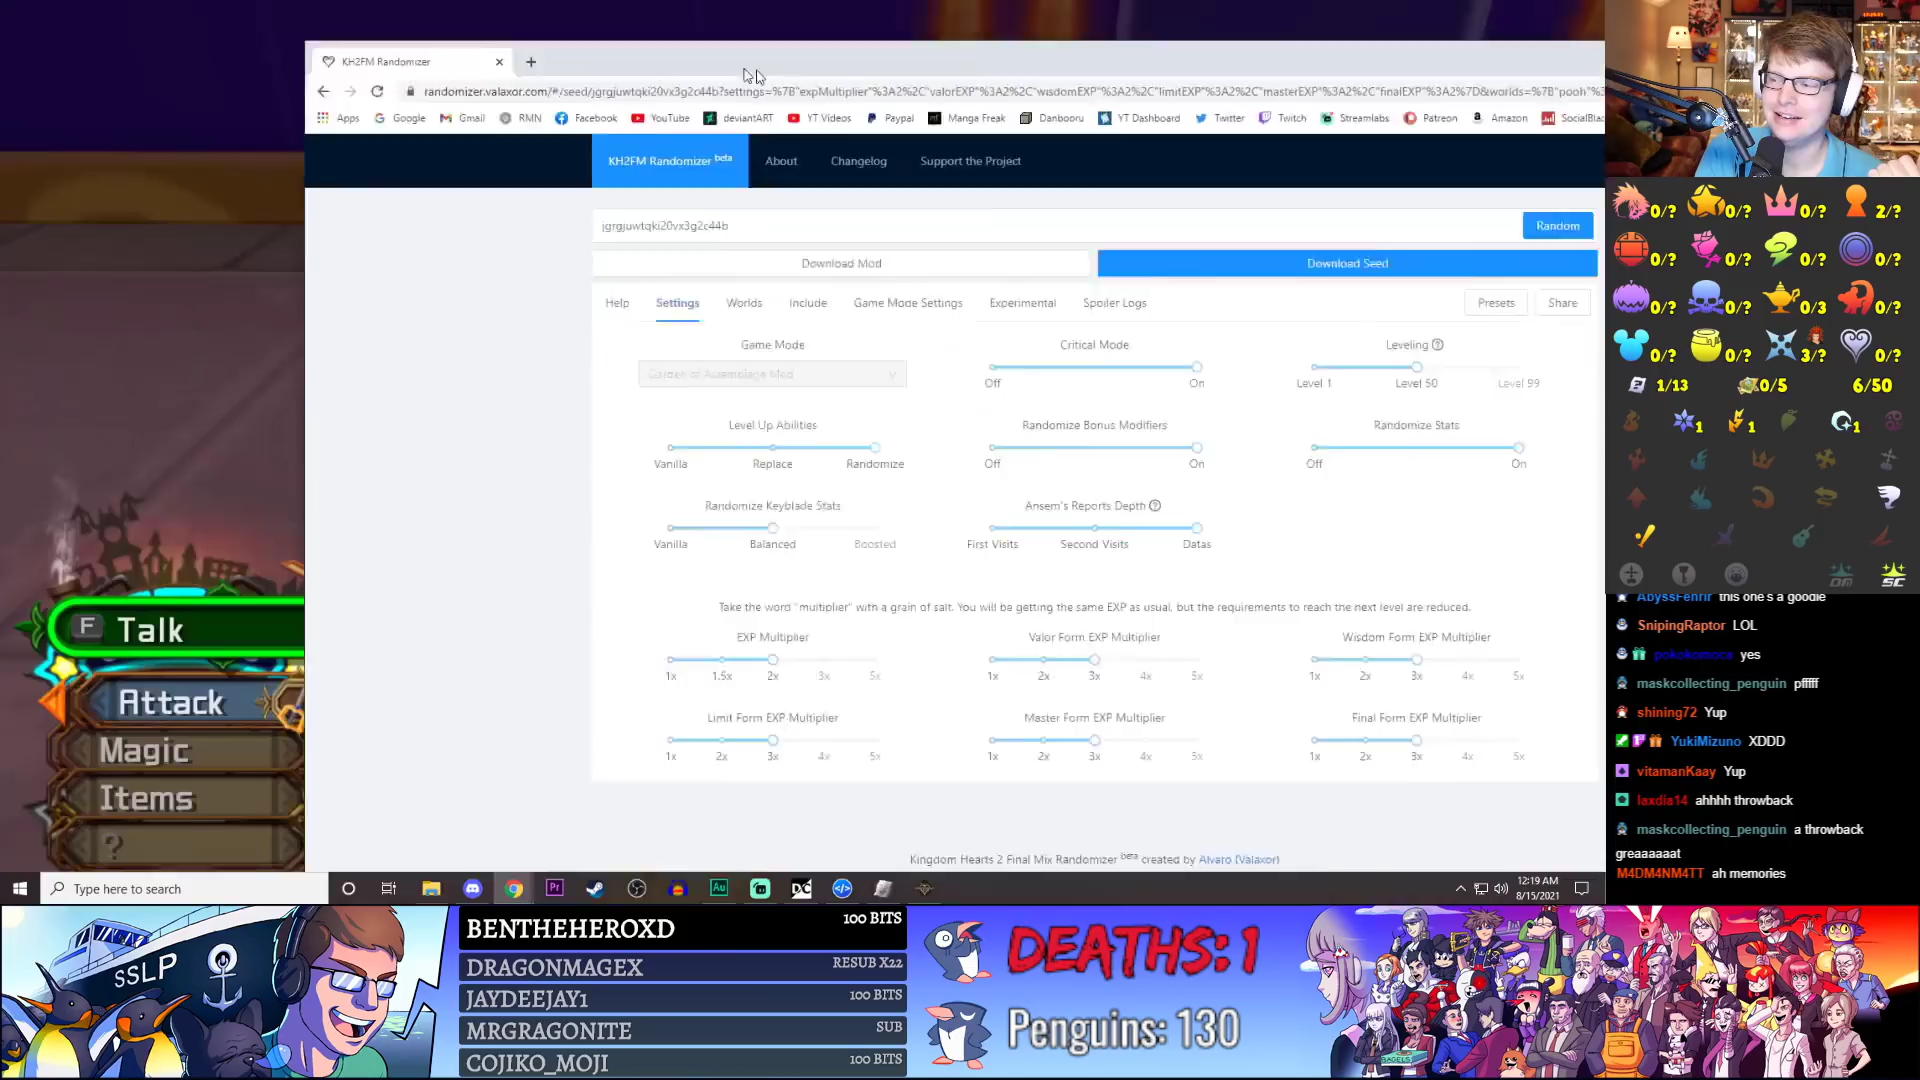 KH2FM Randomizer
randomizer.valaxor.com/#/seed/jgrgjuwtqki20vx3g2c44b?settings=%7B"expMultiplier"%3A2%2C"valorEXP"%3A2%2C"wisdomEXP"%3A2%2C"limitEXP"%3A2%2C"masterEXP"%3A2%2C"finalEXP"%3A2%7D&worlds=%7B"pooh"%
Apps Google Gmail RMN Facebook YouTube deviantART YT Videos Paypal Manga Freak Danbooru YT Dashboard Twitter Twitch Streamlabs Patreon Amazon SocialBla
KH2FM Randomizer beta About Changelog Support the Project
jgrgjuwtqki20vx3g2c44b Random
Download Mod Download Seed
Help Settings Worlds Include Game Mode Settings Experimental Spoiler Logs Presets Share
Game Mode Critical Mode Leveling
Garden of Assemblage Mod
Off On Level 1 Level 50 Level 99
Level Up Abilities Randomize Bonus Modifiers Randomize Stats
Vanilla Replace Randomize Off On Off On
Randomize Keyblade Stats Ansem's Reports Depth
Vanilla Balanced Boosted First Visits Second Visits Datas
Take the word "multiplier" with a grain of salt. You will be getting the same EXP as usual, but the requirements to reach the next level are reduced.
EXP Multiplier Valor Form EXP Multiplier Wisdom Form EXP Multiplier
1x 1.5x 2x 3x 5x 1x 2x 3x 4x 5x 1x 2x 3x 4x 5x
Limit Form EXP Multiplier Master Form EXP Multiplier Final Form EXP Multiplier
1x 2x 3x 4x 5x 1x 2x 3x 4x 5x 1x 2x 3x 4x 5x
Kingdom Hearts 2 Final Mix Randomizer beta created by Alvaro (Valaxor)
F Talk
Attack
Magic
Items
?
Type here to search
12:19 AM
8/15/2021
0/? 0/? 0/? 2/?
0/? 0/? 0/? 0/?
0/? 0/? 0/3 0/?
0/? 0/? 3/? 0/?
1/13 0/5 6/50
1 1 1
DM SC
AbyssFenrir this one's a goodie
SnipingRaptor LOL
pokokomoca yes
maskcollecting_penguin pfffff
shining72 Yup
YukiMizuno XDDD
vitamanKaay Yup
laxdia14 ahhhh throwback
maskcollecting_penguin a throwback
greaaaaaat
M4DM4NM4TT ah memories
SSLP
BENTHEHEROXD 100 BITS
DRAGONMAGEX RESUB X22
JAYDEEJAY1 100 BITS
MRGRAGONITE SUB
COJIKO_MOJI 100 BITS
DEATHS: 1
Penguins: 130
BAGELS